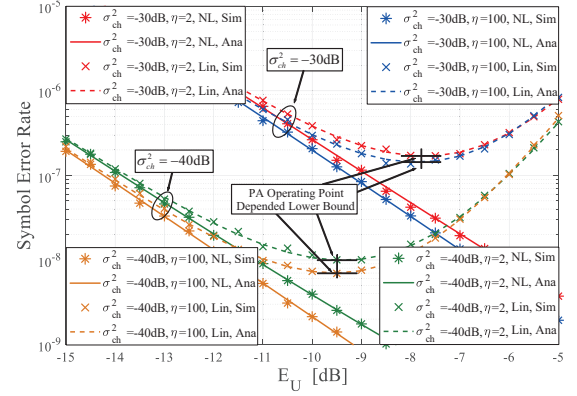 σ²ch=-30dB, η=2, NL, Sim
σ²ch=-30dB, η=2, NL, Ana
σ²ch=-30dB, η=2, Lin, Sim
σ²ch=-30dB, η=2, Lin, Ana
σ²ch=-30dB, η=100, NL, Sim
σ²ch=-30dB, η=100, NL, Ana
σ²ch=-30dB, η=100, Lin, Sim
σ²ch=-30dB, η=100, Lin, Ana
σ²ch=-30dB
σ²ch=-40dB
PA Operating Point
Depended Lower Bound
σ²ch=-40dB, η=100, NL, Sim
σ²ch=-40dB, η=100, NL, Ana
σ²ch=-40dB, η=100, Lin, Sim
σ²ch=-40dB, η=100, Lin, Ana
σ²ch=-40dB, η=2, NL, Sim
σ²ch=-40dB, η=2, NL, Ana
σ²ch=-40dB, η=2, Lin, Sim
σ²ch=-40dB, η=2, Lin, Ana
Symbol Error Rate
10⁻⁵
10⁻⁶
10⁻⁷
10⁻⁸
10⁻⁹
-15 -14 -13 -12 -11 -10 -9 -8 -7 -6 -5
E_U [dB]